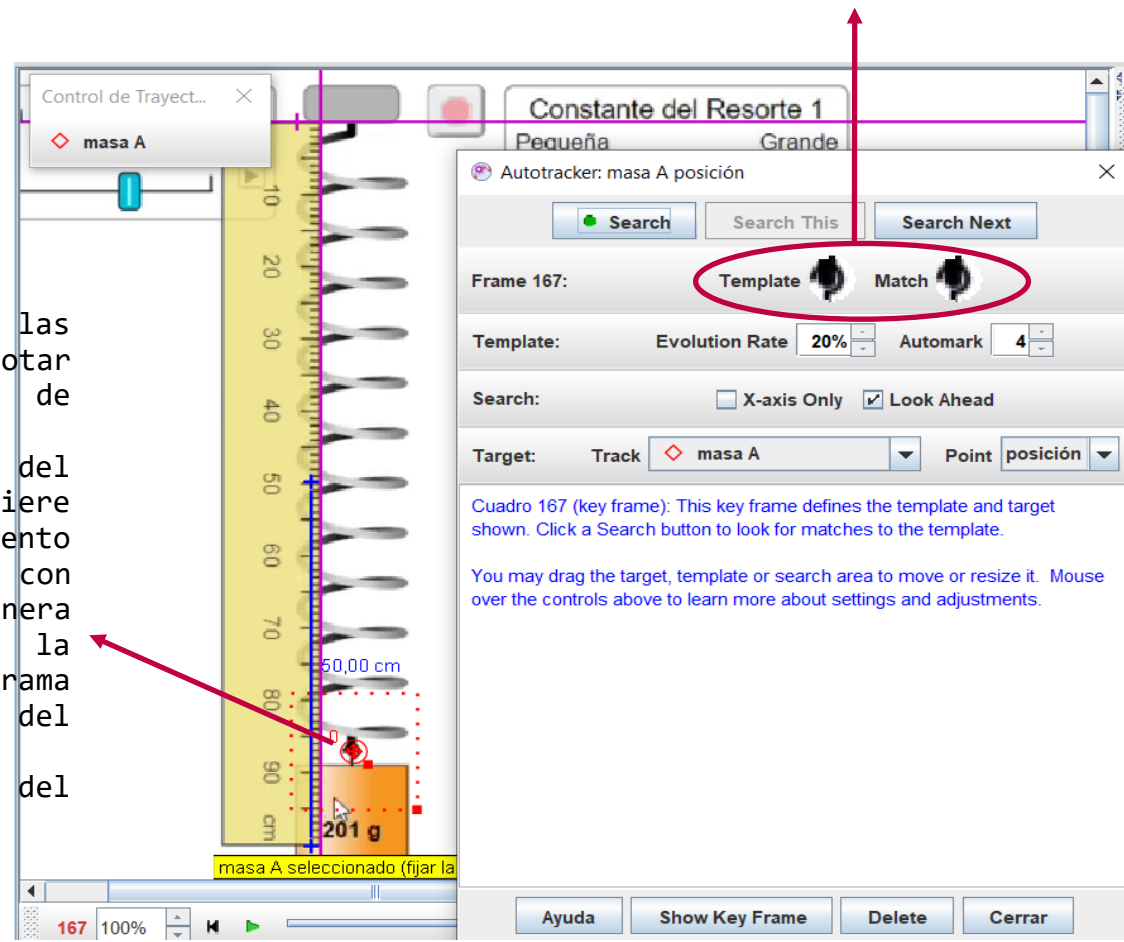 Control de Trayect...
masa A
Constante del Resorte 1
Pequeña Grande
10
20
30
40
50
60
70
80
90
cm
50,00 cm
0
201 g
masa A seleccionado (fijar la
167 100%
las
otar
de
del
iere
ento
con
nera
la
rama
del
del
Autotracker: masa A posición
Search Search This Search Next
Frame 167: Template Match
Template: Evolution Rate 20% Automark 4
Search: X-axis Only Look Ahead
Target: Track masa A Point posición
Cuadro 167 (key frame): This key frame defines the template and target
shown. Click a Search button to look for matches to the template.
You may drag the target, template or search area to move or resize it. Mouse
over the controls above to learn more about settings and adjustments.
Ayuda Show Key Frame Delete Cerrar